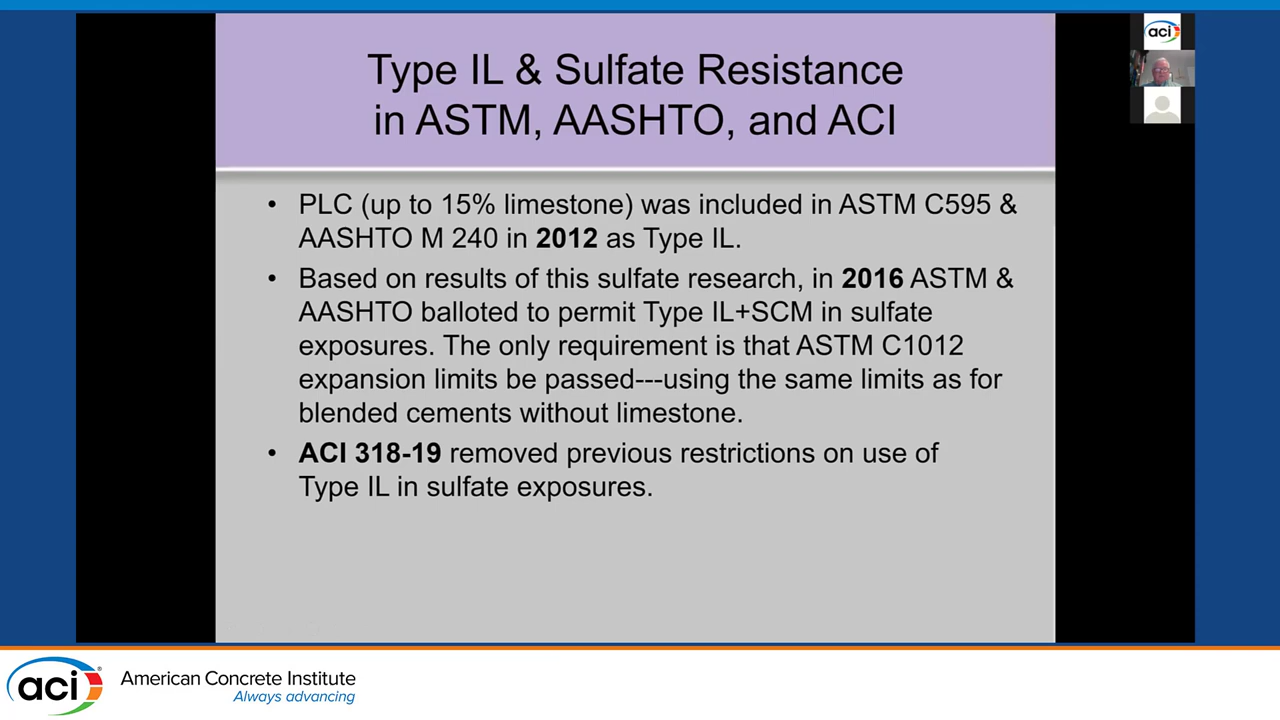 Type IL & Sulfate Resistance
in ASTM, AASHTO, and ACI
• PLC (up to 15% limestone) was included in ASTM C595 &
AASHTO M 240 in 2012 as Type IL.
• Based on results of this sulfate research, in 2016 ASTM &
AASHTO balloted to permit Type IL+SCM in sulfate
exposures. The only requirement is that ASTM C1012
expansion limits be passed---using the same limits as for
blended cements without limestone.
• ACI 318-19 removed previous restrictions on use of
Type IL in sulfate exposures.
aci
aci®
American Concrete Institute
Always advancing